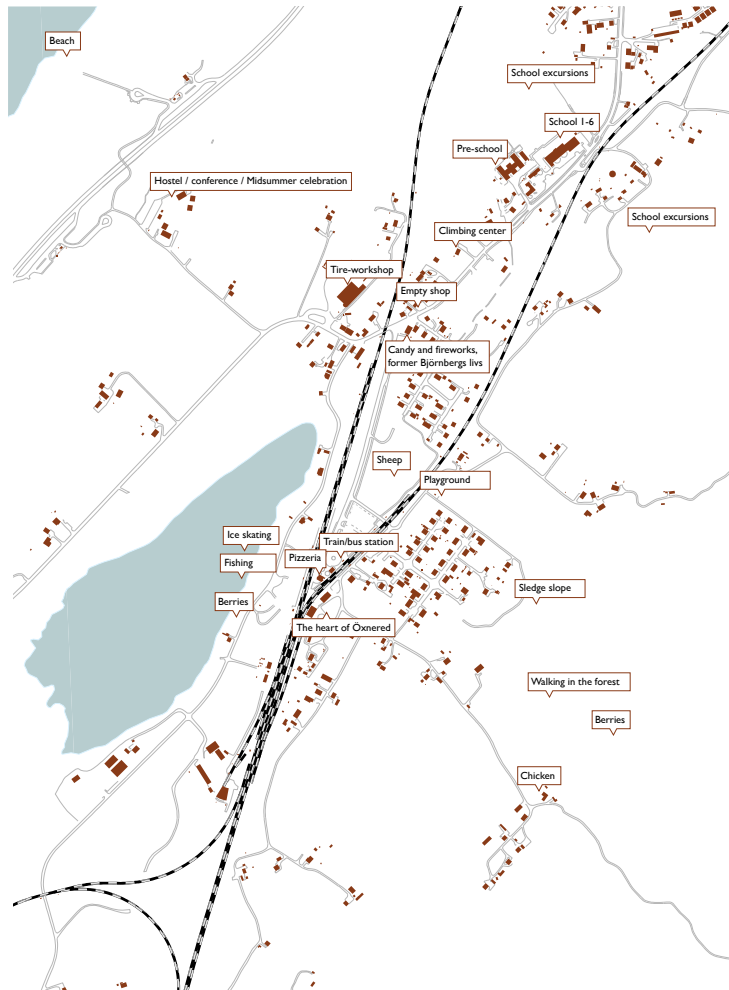 Beach
School excursions
School 1-6
Pre-school
Hostel / conference / Midsummer celebration
School excursions
Climbing center
Tire-workshop
Empty shop
Candy and fireworks,
former Björnbergs livs
Sheep
Playground
Ice skating
Train/bus station
Pizzeria
Fishing
Sledge slope
Berries
The heart of Öxnered
Walking in the forest
Berries
Chicken